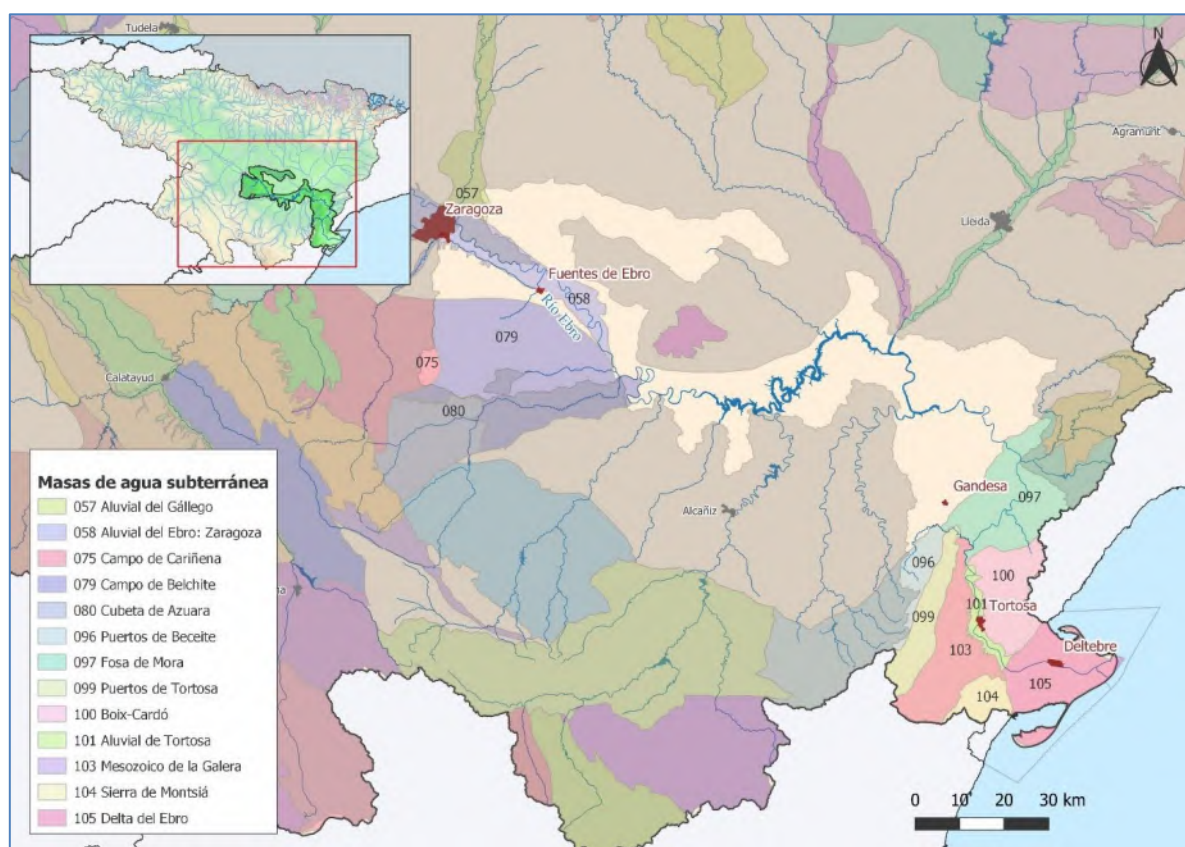 Tudela
N
Agramunt
057
Zaragoza
Lleida
Fuentes de Ebro
058
Río Ebro
079
075
Calatayud
080
Masas de agua subterránea
057 Aluvial del Gállego
058 Aluvial del Ebro: Zaragoza
075 Campo de Cariñena
079 Campo de Belchite
080 Cubeta de Azuara
096 Puertos de Beceite
097 Fosa de Mora
099 Puertos de Tortosa
100 Boix-Cardó
101 Aluvial de Tortosa
103 Mesozoico de la Galera
104 Sierra de Montsiá
105 Delta del Ebro
Alcañiz
Gandesa
097
096
100
099
101
Tortosa
103
Deltebre
105
104
0 10 20 30 km